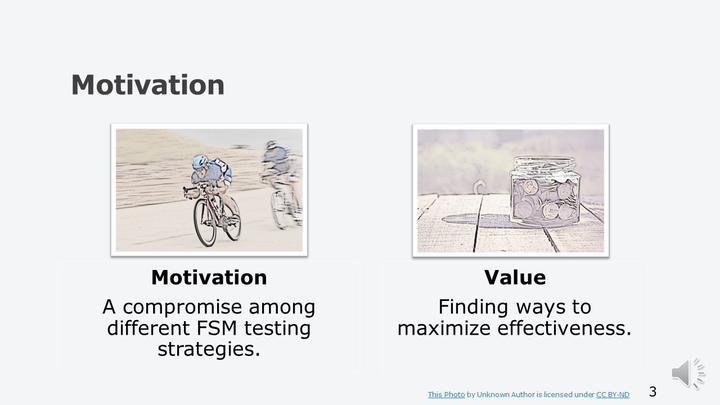 Motivation
Motivation
A compromise among
different FSM testing
strategies.
Value
Finding ways to
maximize effectiveness.
This Photo by Unknown Author is licensed under CC BY-ND
3